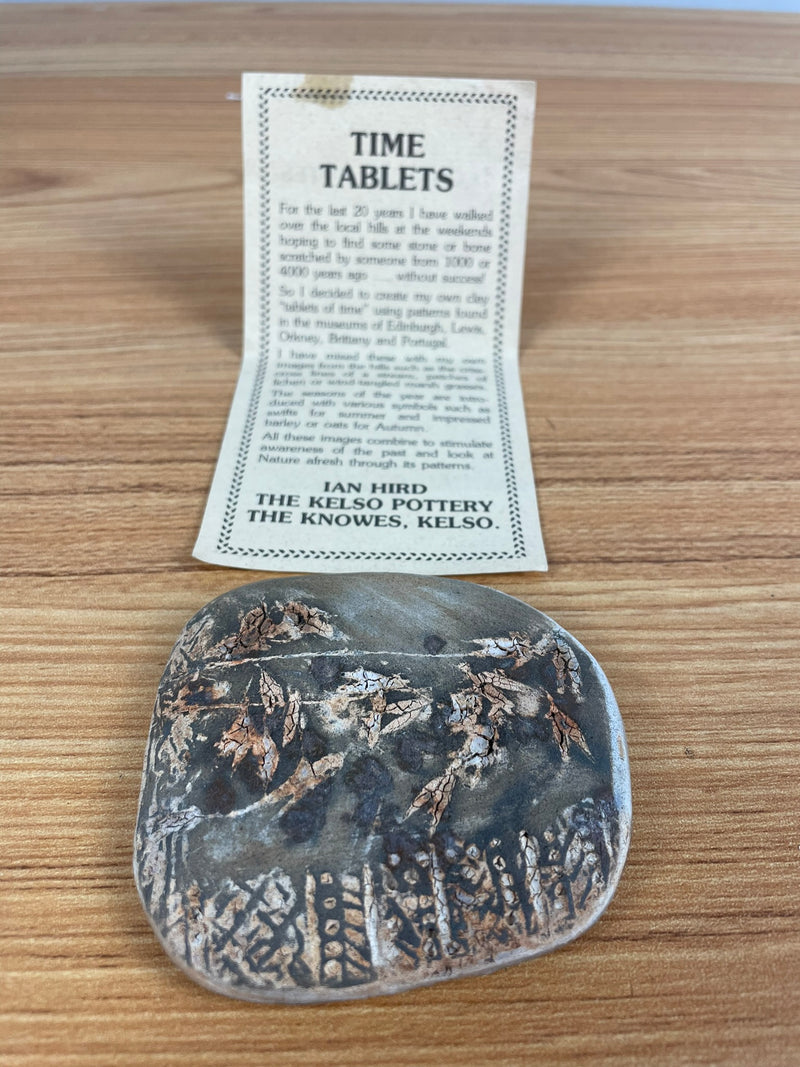 TIME
TABLETS
For the last 20 years I have walked
over the local hills at the weekends
hoping to find some stone or bone
scratched by someone from 1000 or
4000 years ago ..... without success!
So I decided to create my own clay
"tablets of time" using patterns found
in the museums of Edinburgh, Lewis,
Orkney, Brittany and Portugal.
I have mixed these with my own
images from the hills such as the criss-
cross lines of a stream, patches of
lichen or wind-tangled marsh grasses.
The seasons of the year are intro-
duced with various symbols such as
swifts for summer and impressed
barley or oats for Autumn.
All these images combine to stimulate
awareness of the past and look at
Nature afresh through its patterns.
IAN HIRD
THE KELSO POTTERY
THE KNOWES, KELSO.